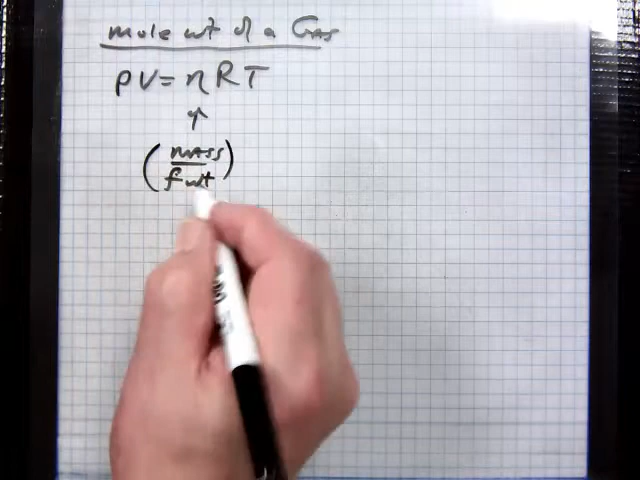 mole wt of a GAS
PV = nRT
↑
(mass
f wt)